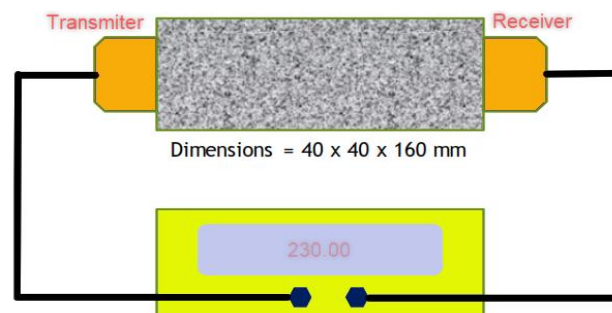 Transmiter
Receiver
Dimensions = 40 x 40 x 160 mm
230.00